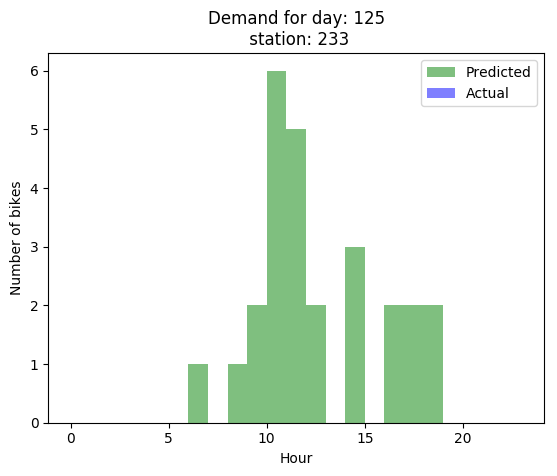 Demand for day: 125
station: 233
Predicted
Actual
Number of bikes
6
5
4
3
2
1
0
0
5
10
15
20
Hour